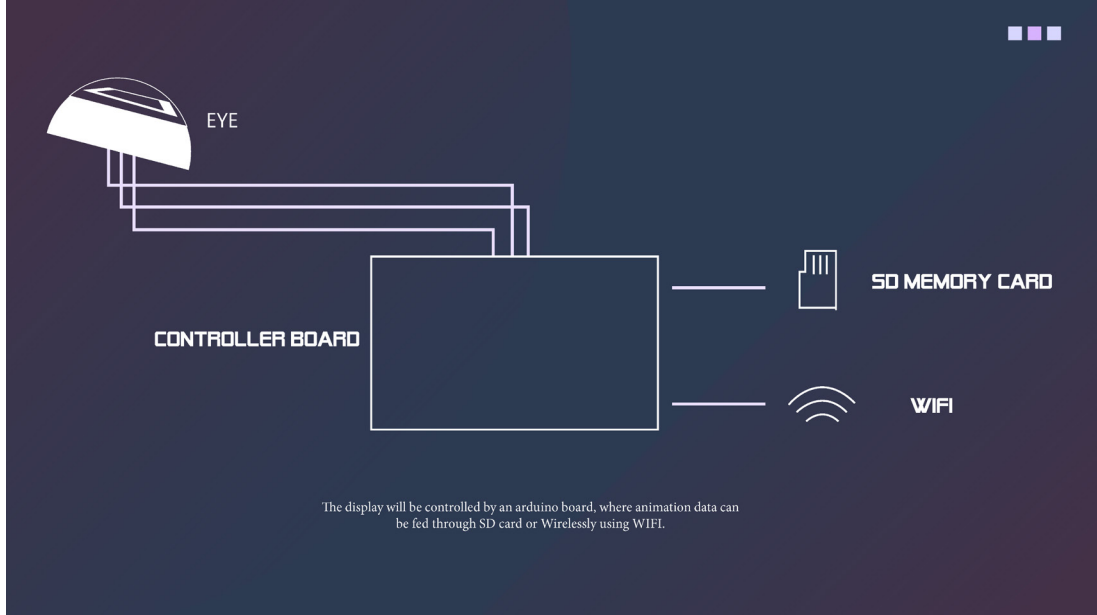 EYE
CONTROLLER BOARD
SD MEMORY CARD
WIFI
The display will be controlled by an arduino board, where animation data can
be fed through SD card or Wirelessly using WIFI.